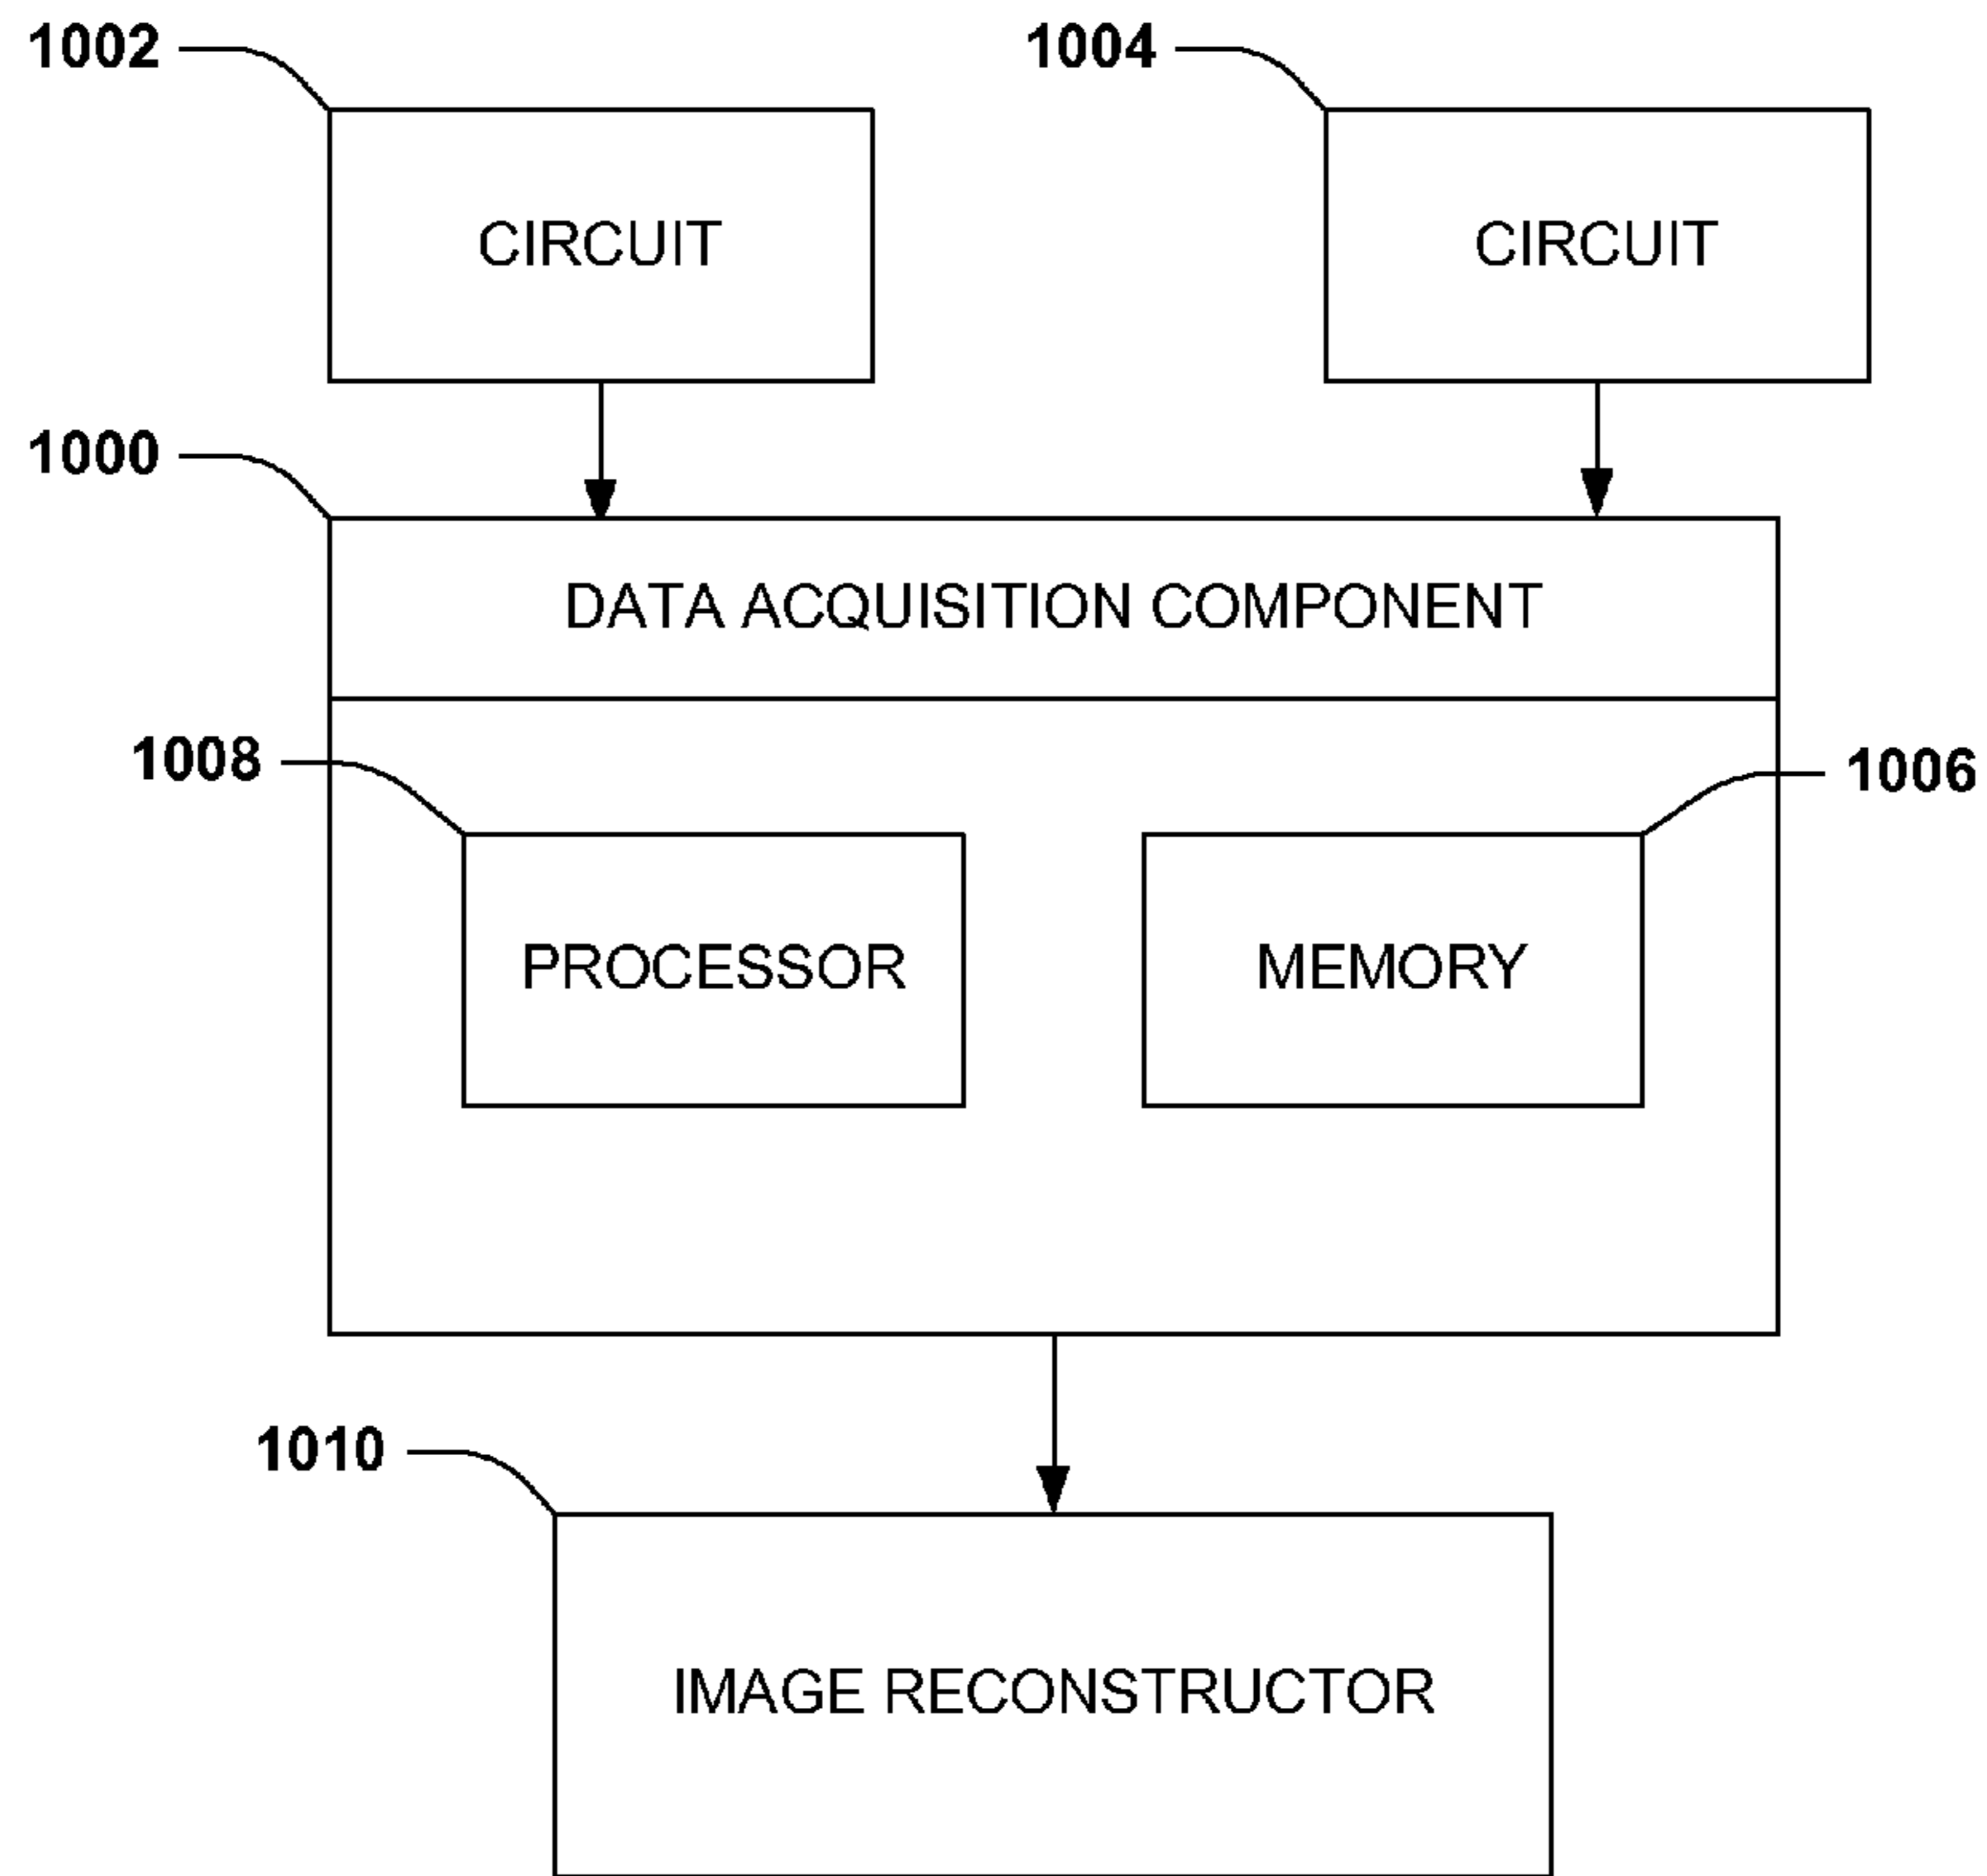 1002
1004
CIRCUIT
CIRCUIT
1000
DATA ACQUISITION COMPONENT
1008
1006
PROCESSOR
MEMORY
1010
IMAGE RECONSTRUCTOR